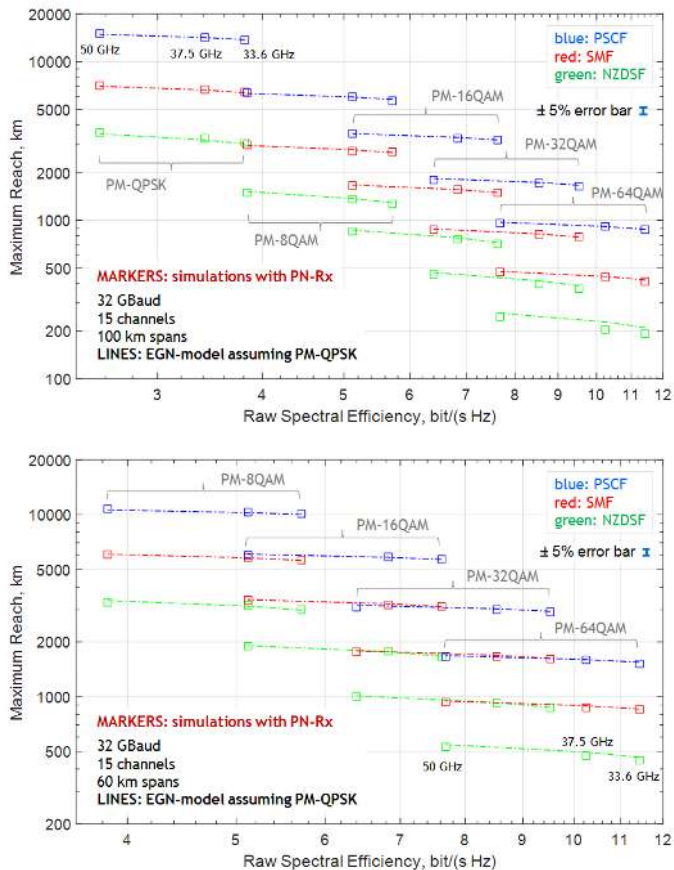 20000
10000
5000
2000
1000
500
200
100
Maximum Reach, km
50 GHz
37.5 GHz
33.6 GHz
blue: PSCF
red: SMF
green: NZDSF
± 5% error bar
PM-16QAM
PM-32QAM
PM-64QAM
PM-QPSK
PM-8QAM
MARKERS: simulations with PN-Rx
32 GBaud
15 channels
100 km spans
LINES: EGN-model assuming PM-QPSK
3 4 5 6 7 8 9 10 11 12
Raw Spectral Efficiency, bit/(s Hz)
20000
10000
5000
2000
1000
500
200
Maximum Reach, km
PM-8QAM
PM-16QAM
PM-32QAM
PM-64QAM
blue: PSCF
red: SMF
green: NZDSF
± 5% error bar
MARKERS: simulations with PN-Rx
32 GBaud
15 channels
60 km spans
LINES: EGN-model assuming PM-QPSK
50 GHz
37.5 GHz
33.6 GHz
4 5 6 7 8 9 10 11 12
Raw Spectral Efficiency, bit/(s Hz)